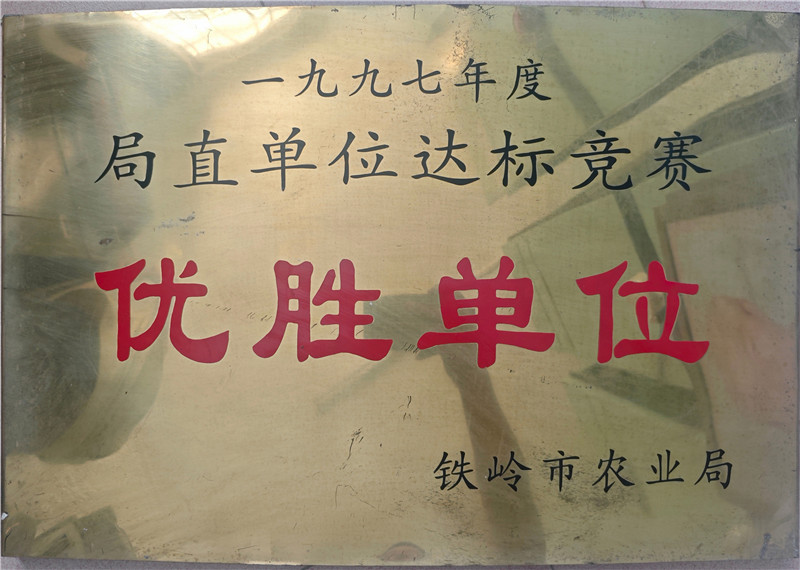 一九九七年度
局直单位达标竞赛
优胜单位
铁岭市农业局